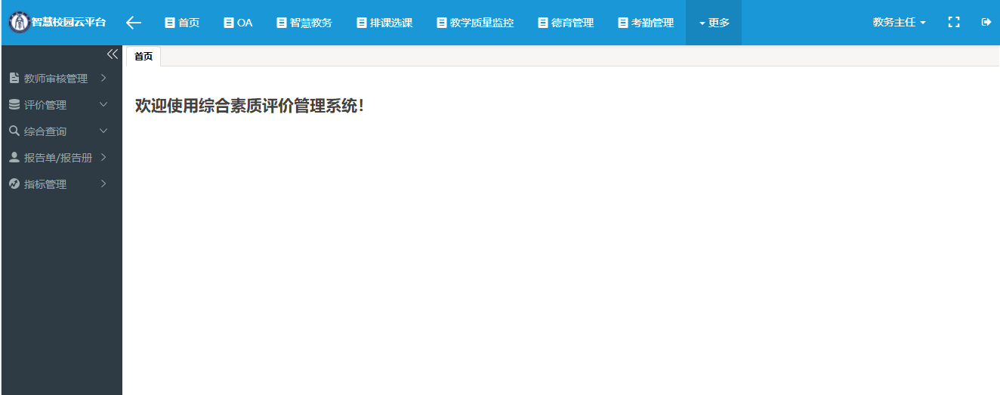 智慧校园云平台
首页
OA
智慧教务
排课选课
教学质量监控
德育管理
考勤管理
更多
教务主任
首页
教师审核管理
评价管理
综合查询
报告单/报告册
指标管理
欢迎使用综合素质评价管理系统！